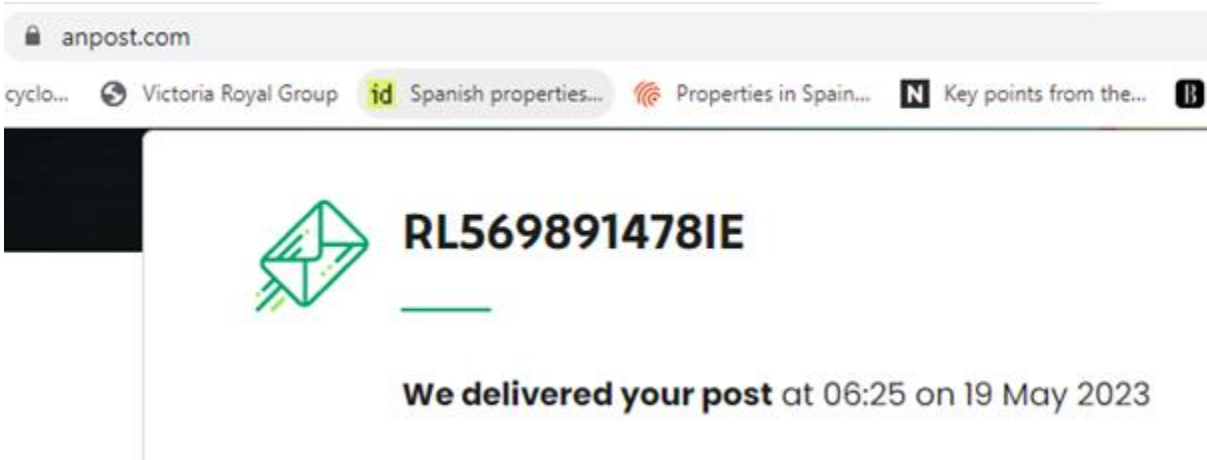 anpost.com
cyclo... Victoria Royal Group id Spanish properties... Properties in Spain... N Key points from the... B
RL569891478IE
We delivered your post at 06:25 on 19 May 2023